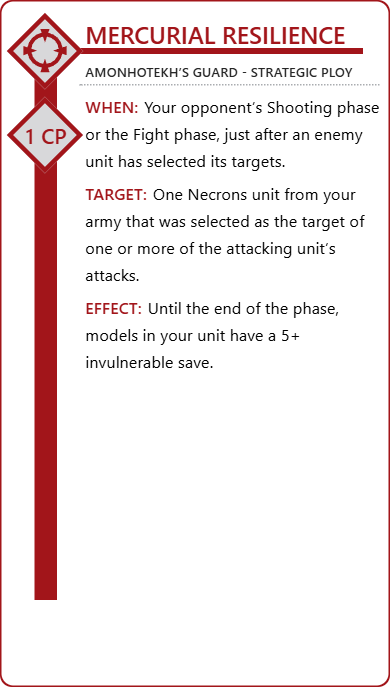 MERCURIAL RESILIENCE
AMONHOTEKH'S GUARD - STRATEGIC PLOY
1 CP
WHEN: Your opponent's Shooting phase
or the Fight phase, just after an enemy
unit has selected its targets.
TARGET: One Necrons unit from your
army that was selected as the target of
one or more of the attacking unit's
attacks.
EFFECT: Until the end of the phase,
models in your unit have a 5+
invulnerable save.